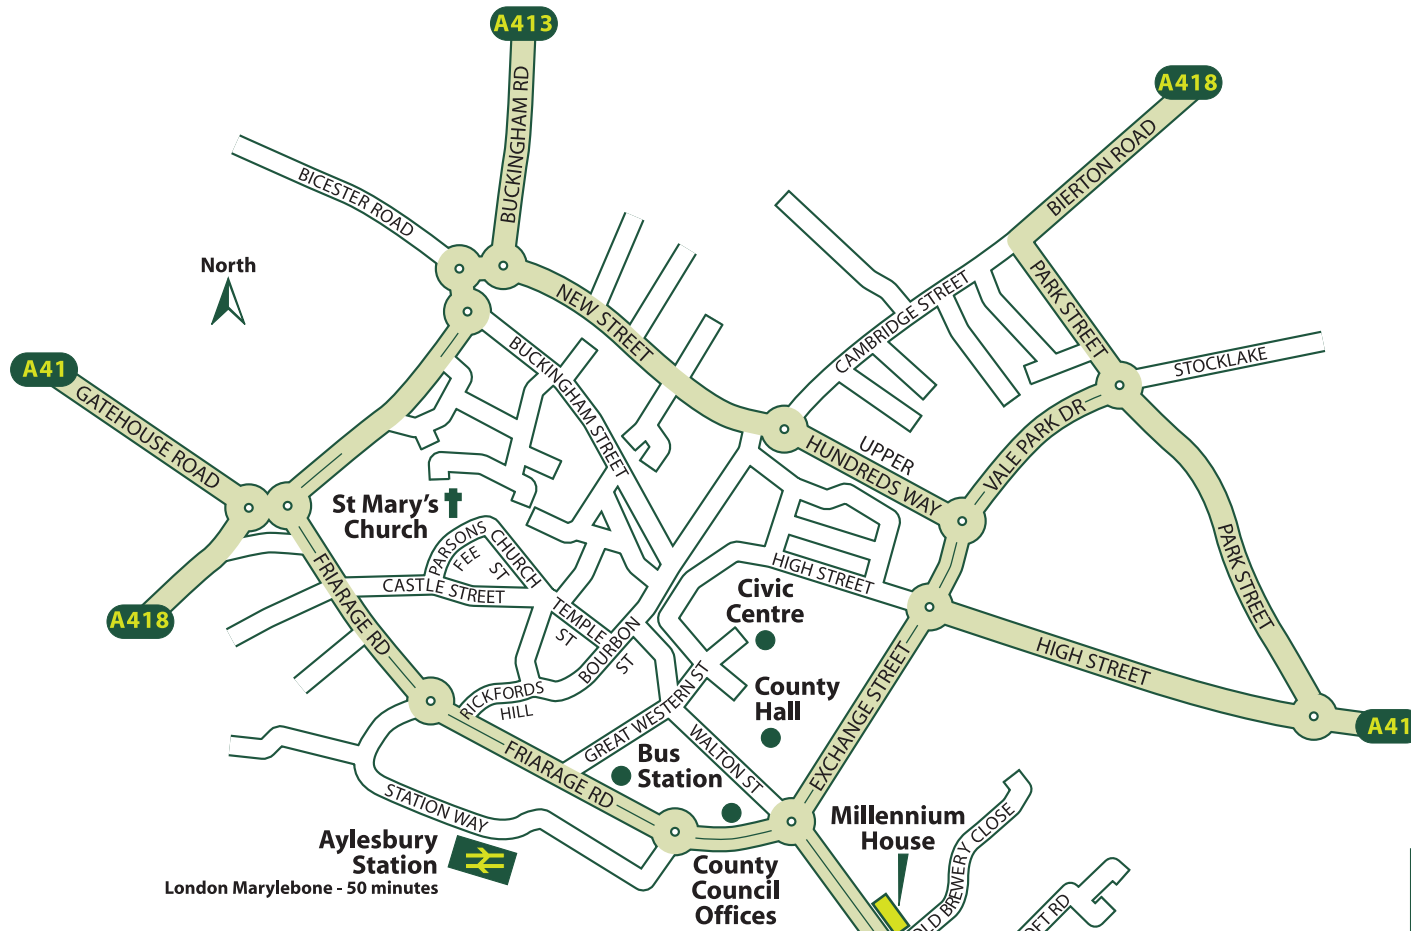 A413
A418
BUCKINGHAM RD
BIERTON ROAD
BICESTER ROAD
North
NEW STREET
PARK STREET
CAMBRIDGE STREET
STOCKLAKE
A41
GATEHOUSE ROAD
BUCKINGHAM STREET
VALE PARK DR
UPPER
HUNDREDS WAY
St Mary's
Church
PARSONS
FEE
CHURCH
ST
FRIARAGE RD
CASTLE STREET
HIGH STREET
PARK STREET
Civic
Centre
A418
TEMPLE
ST
BOURBON
ST
HIGH STREET
EXCHANGE STREET
RICKFORDS
HILL
GREAT WESTERN ST
County
Hall
A41
WALTON ST
Bus
Station
FRIARAGE RD
STATION WAY
Millennium
House
OLD BREWERY CLOSE
Aylesbury
Station
London Marylebone - 50 minutes
County
Council
Offices
RD